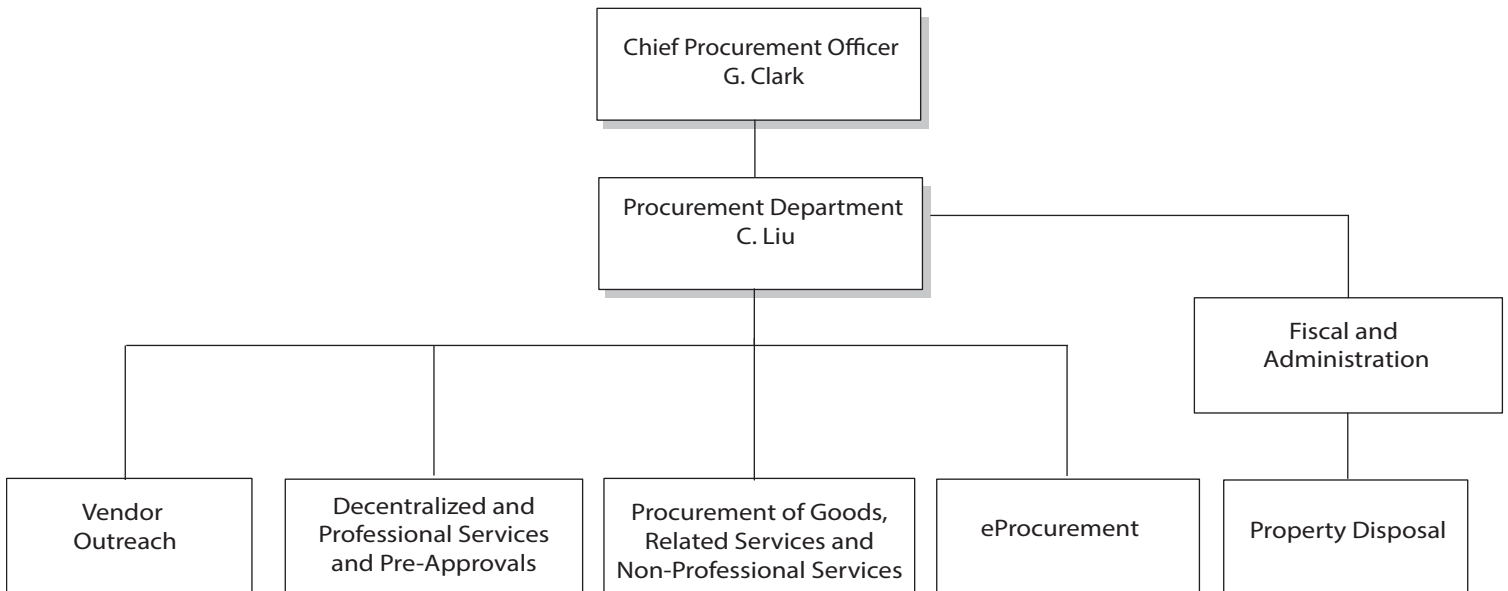 Chief Procurement Officer
G. Clark
Procurement Department
C. Liu
Fiscal and
Administration
Vendor
Outreach
Decentralized and
Professional Services
and Pre-Approvals
Procurement of Goods,
Related Services and
Non-Professional Services
eProcurement
Property Disposal